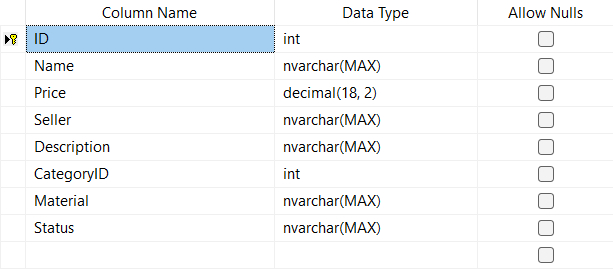 Column Name Data Type Allow Nulls
ID int
Name nvarchar(MAX)
Price decimal(18, 2)
Seller nvarchar(MAX)
Description nvarchar(MAX)
CategoryID int
Material nvarchar(MAX)
Status nvarchar(MAX)